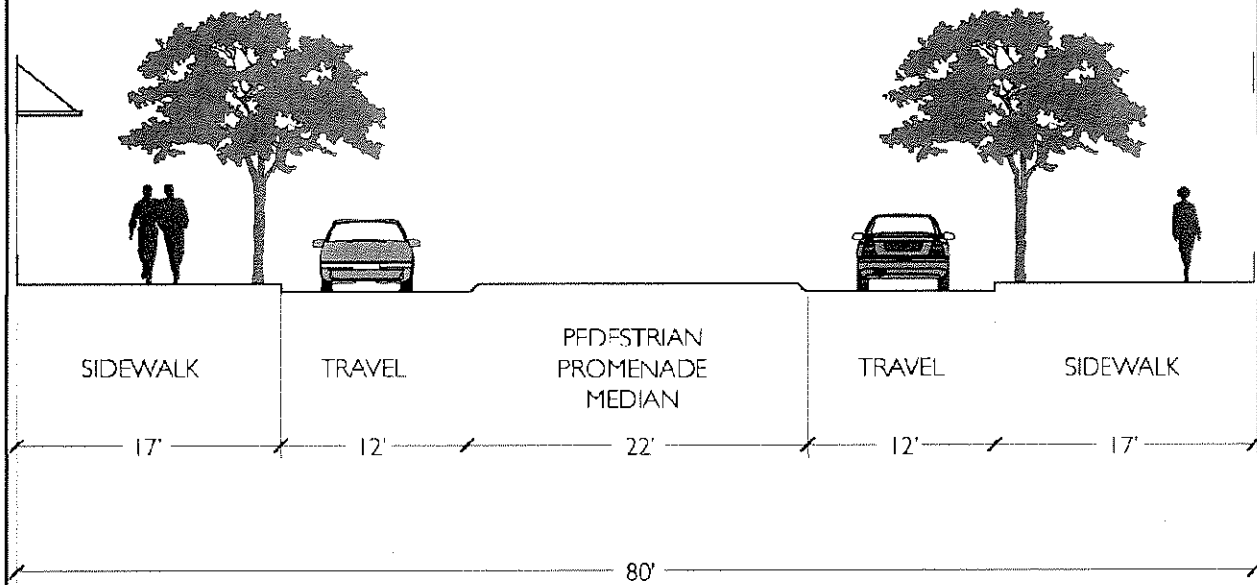 SIDEWALK
TRAVEL
PEDESTRIAN
PROMENADE
MEDIAN
TRAVEL
SIDEWALK
17'
12'
22'
12'
17'
80'